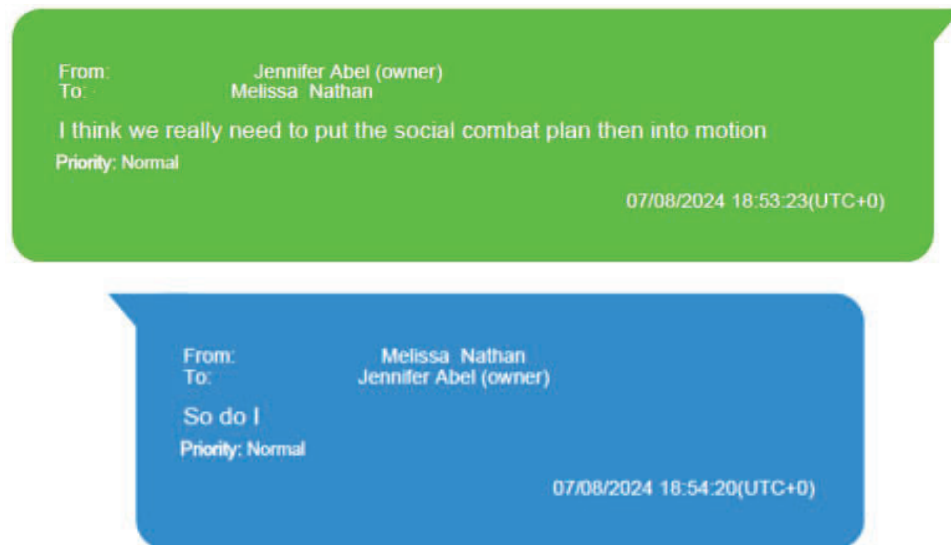 From: Jennifer Abel (owner)
To: Melissa Nathan
I think we really need to put the social combat plan then into motion
Priority: Normal
07/08/2024 18:53:23(UTC+0)
From: Melissa Nathan
To: Jennifer Abel (owner)
So do I
Priority: Normal
07/08/2024 18:54:20(UTC+0)